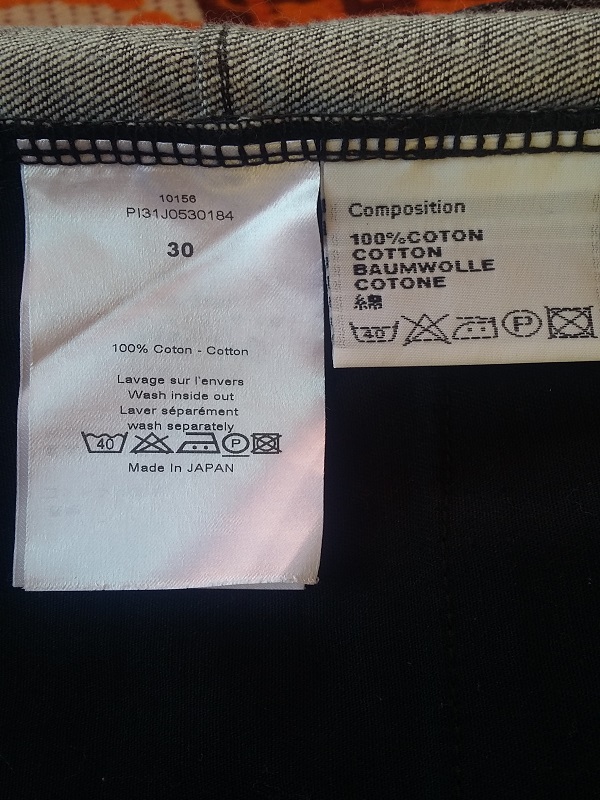 10156
PI31J0530184
30
100% Coton - Cotton
Lavage sur l'envers
Wash inside out
Laver séparément
wash separately
40
P
Made In JAPAN
Composition
100%COTON
COTTON
BAUMWOLLE
COTONE
綿
40
P